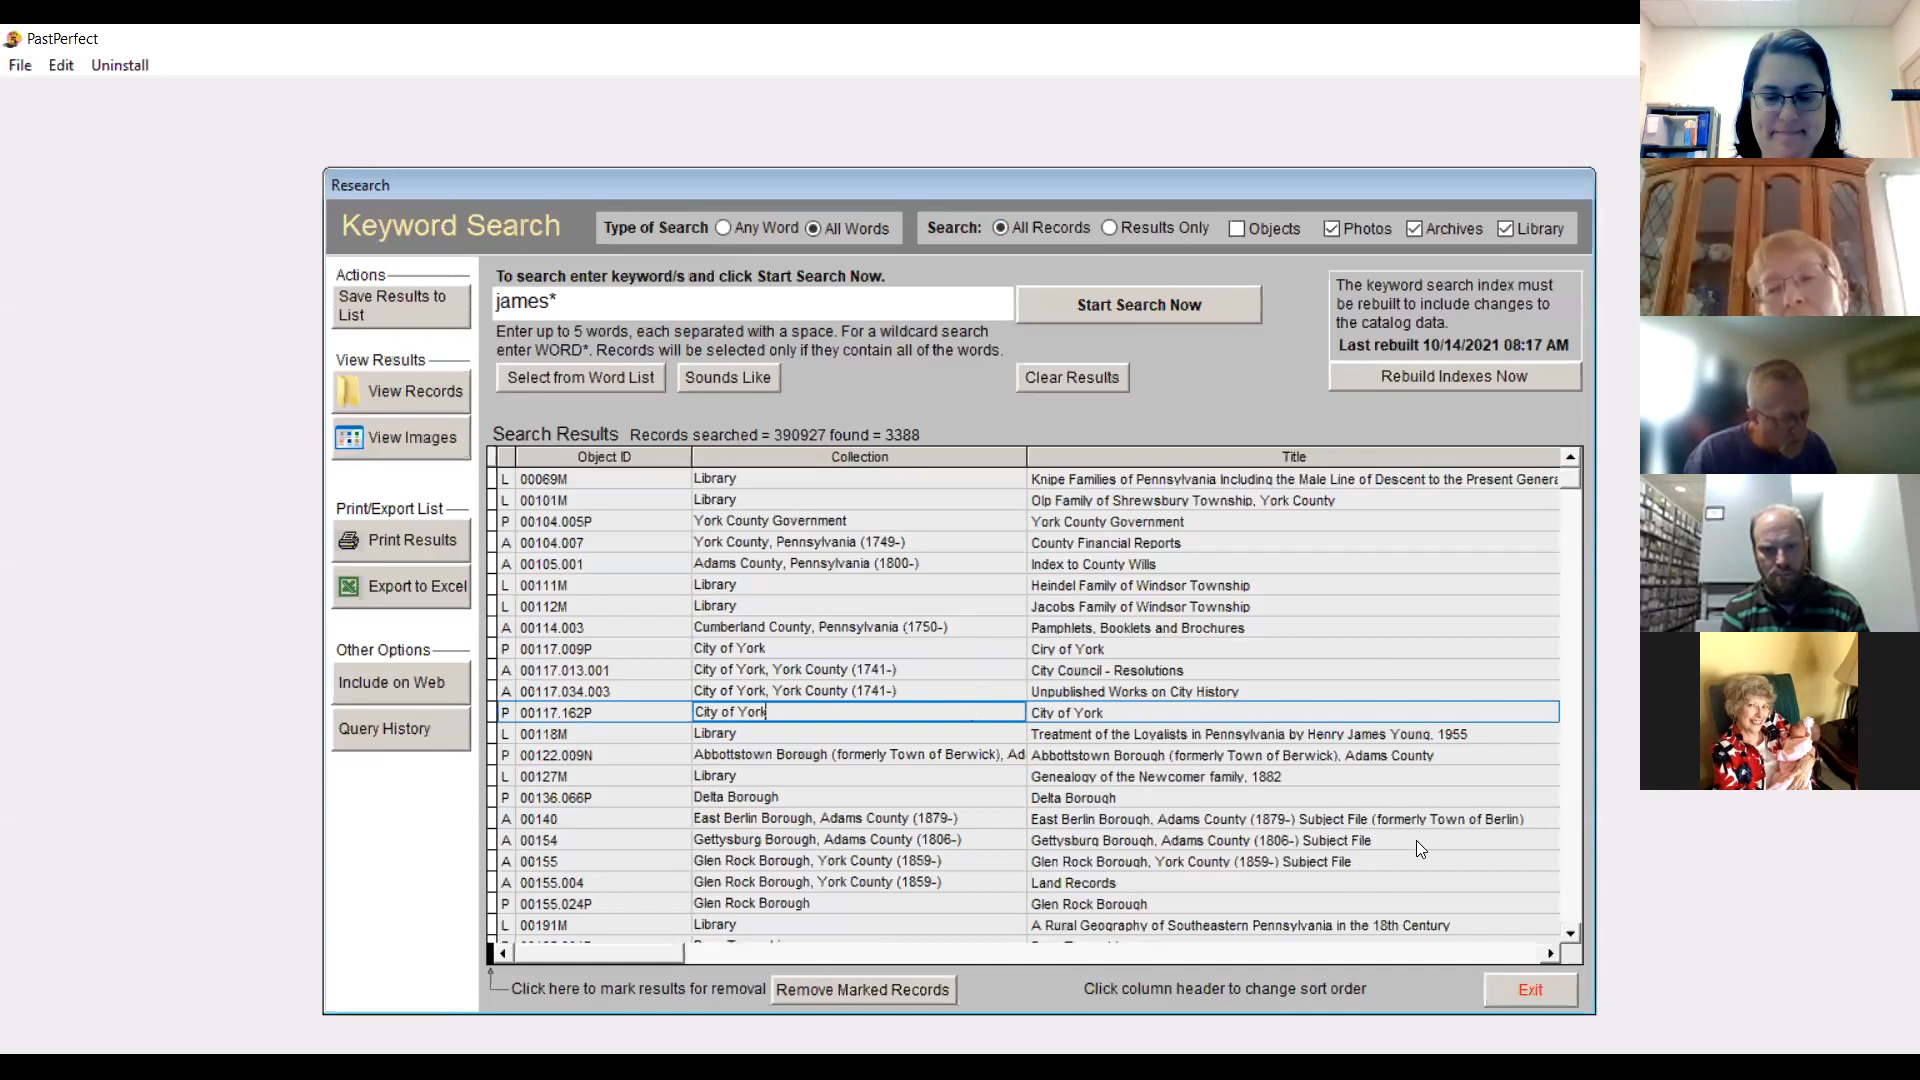 PastPerfect
File Edit Uninstall
Research
Keyword Search
Type of Search Any Word All Words
Search: All Records Results Only Objects Photos Archives Library
Actions
Save Results to
List
View Results
View Records
View Images
Print/Export List
Print Results
Export to Excel
Other Options
Include on Web
Query History
To search enter keyword/s and click Start Search Now.
james*
Start Search Now
Enter up to 5 words, each separated with a space. For a wildcard search
enter WORD*. Records will be selected only if they contain all of the words.
Select from Word List Sounds Like Clear Results
The keyword search index must
be rebuilt to include changes to
the catalog data.
Last rebuilt 10/14/2021 08:17 AM
Rebuild Indexes Now
Search Results Records searched = 390927 found = 3388
Object ID Collection Title
L 00069M Library Knipe Families of Pennsylvania Including the Male Line of Descent to the Present Genera
L 00101M Library Olp Family of Shrewsbury Township, York County
P 00104.005P York County Government York County Government
A 00104.007 York County, Pennsylvania (1749-) County Financial Reports
A 00105.001 Adams County, Pennsylvania (1800-) Index to County Wills
L 00111M Library Heindel Family of Windsor Township
L 00112M Library Jacobs Family of Windsor Township
A 00114.003 Cumberland County, Pennsylvania (1750-) Pamphlets, Booklets and Brochures
P 00117.009P City of York Ciry of York
A 00117.013.001 City of York, York County (1741-) City Council - Resolutions
A 00117.034.003 City of York, York County (1741-) Unpublished Works on City History
P 00117.162P City of York City of York
L 00118M Library Treatment of the Loyalists in Pennsylvania by Henry James Young, 1955
P 00122.009N Abbottstown Borough (formerly Town of Berwick), Ad Abbottstown Borough (formerly Town of Berwick), Adams County
L 00127M Library Genealogy of the Newcomer family, 1882
P 00136.066P Delta Borough Delta Borough
A 00140 East Berlin Borough, Adams County (1879-) East Berlin Borough, Adams County (1879-) Subject File (formerly Town of Berlin)
A 00154 Gettysburg Borough, Adams County (1806-) Gettysburg Borough, Adams County (1806-) Subject File
A 00155 Glen Rock Borough, York County (1859-) Glen Rock Borough, York County (1859-) Subject File
A 00155.004 Glen Rock Borough, York County (1859-) Land Records
P 00155.024P Glen Rock Borough Glen Rock Borough
L 00191M Library A Rural Geography of Southeastern Pennsylvania in the 18th Century
Click here to mark results for removal Remove Marked Records Click column header to change sort order Exit